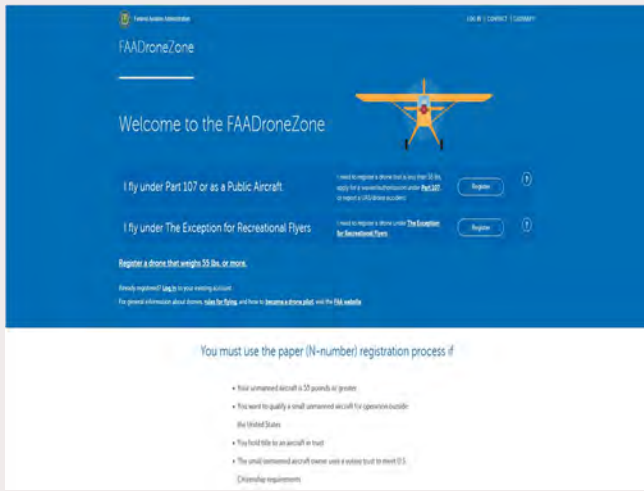 Federal Aviation Administration
LOG IN | CONTACT | GLOSSARY
FAADroneZone
Welcome to the FAADroneZone
I fly under Part 107 or as a Public Aircraft
I need to register a drone that is less than 55 lbs,
apply for a waiver/authorization under Part 107,
or report a UAS/drone accident
Register
?
I fly under The Exception for Recreational Flyers
I need to register a drone under The Exception
for Recreational Flyers
Register
?
Register a drone that weighs 55 lbs. or more.
Already registered? Log in to your existing account.
For general information about drones, rules for flying, and how to become a drone pilot, visit the FAA website
You must use the paper (N-number) registration process if
• Your unmanned aircraft is 55 pounds or greater
• You want to qualify a small unmanned aircraft for operation outside
the United States
• You hold title to an aircraft in trust
• The small unmanned aircraft owner uses a voting trust to meet U.S.
Citizenship requirements